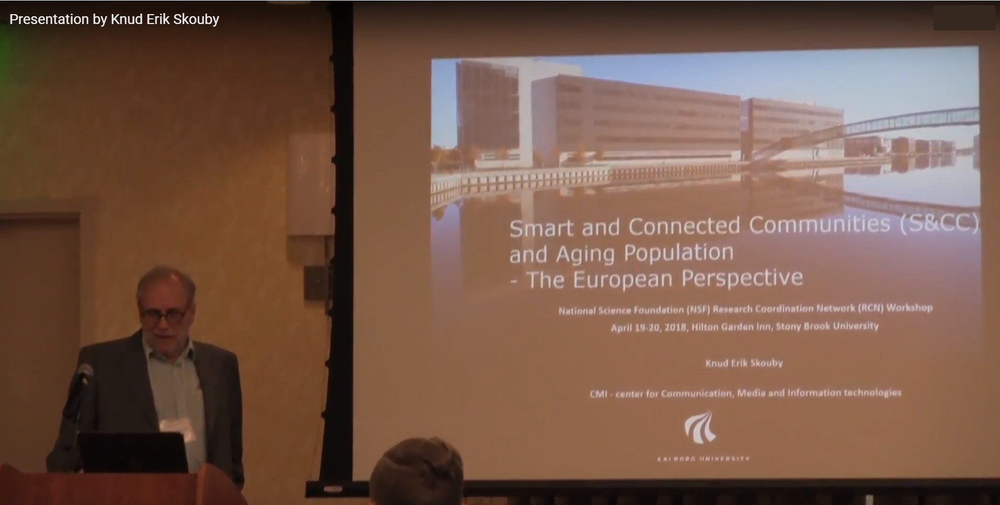 Presentation by Knud Erik Skouby
Smart and Connected Communities (S&CC)
and Aging Population
- The European Perspective
National Science Foundation (NSF) Research Coordination Network (RCN) Workshop
April 19-20, 2018, Hilton Garden Inn, Stony Brook University
Knud Erik Skouby
CMI - center for Communication, Media and Information technologies
AALBORG UNIVERSITY